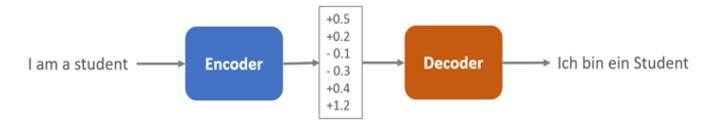 I am a student
Encoder
+0.5
+0.2
- 0.1
- 0.3
+0.4
+1.2
Decoder
Ich bin ein Student